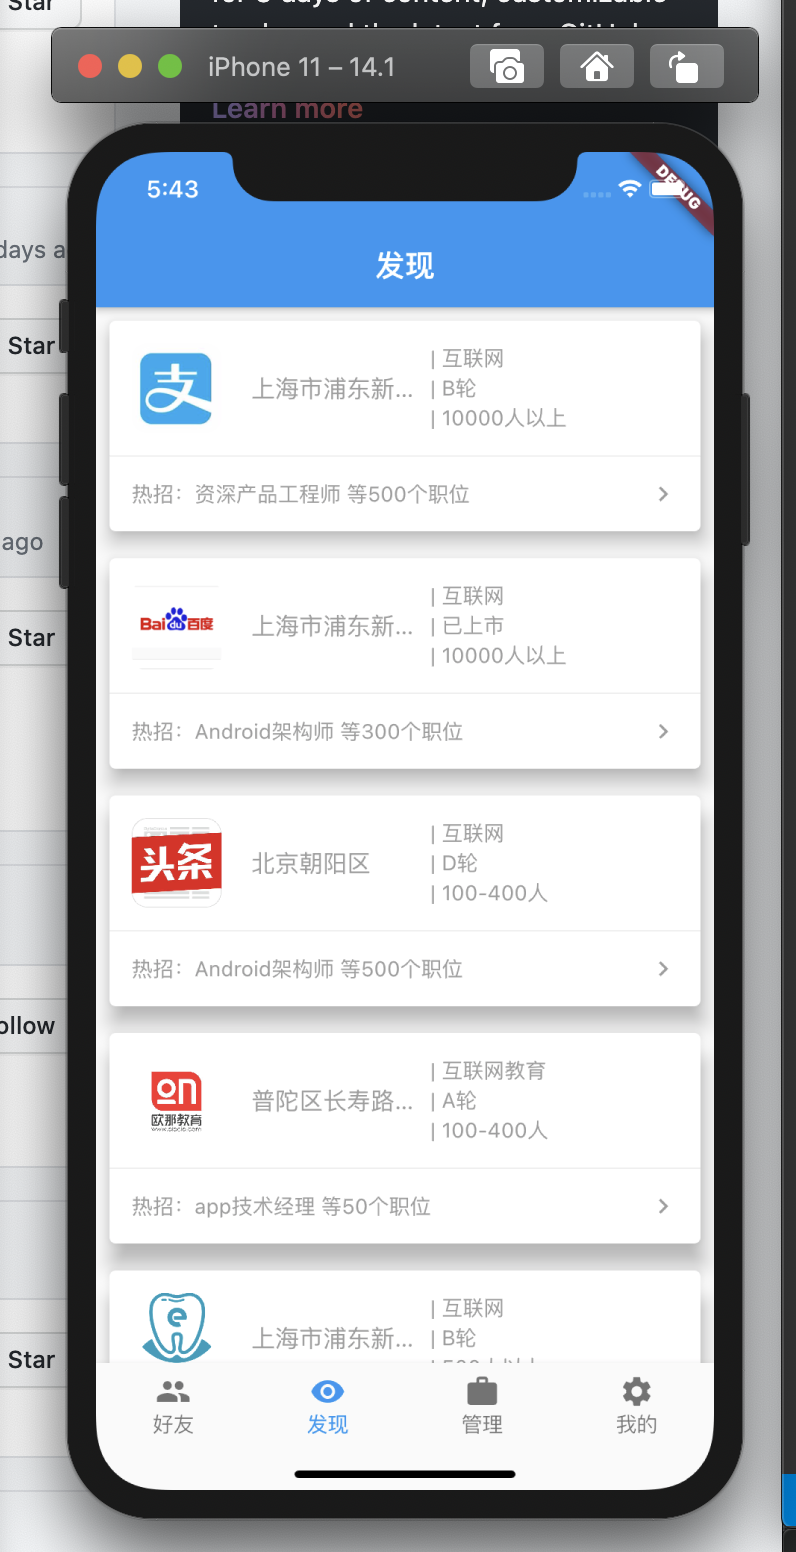 Star
for 3 days of content, customizable
iPhone 11 – 14.1
Learn more
5:43
DEBUG
days a
发现
Star
支
上海市浦东新...
| 互联网
| B轮
| 10000人以上
热招：资深产品工程师 等500个职位
ago
Bai du 百度
上海市浦东新...
| 互联网
| 已上市
| 10000人以上
Star
热招：Android架构师 等300个职位
头条
北京朝阳区
| 互联网
| D轮
| 100-400人
热招：Android架构师 等500个职位
ollow
on
欧那教育
普陀区长寿路...
| 互联网教育
| A轮
| 100-400人
热招：app技术经理 等50个职位
e
上海市浦东新...
| 互联网
| B轮
Star
好友
发现
管理
我的